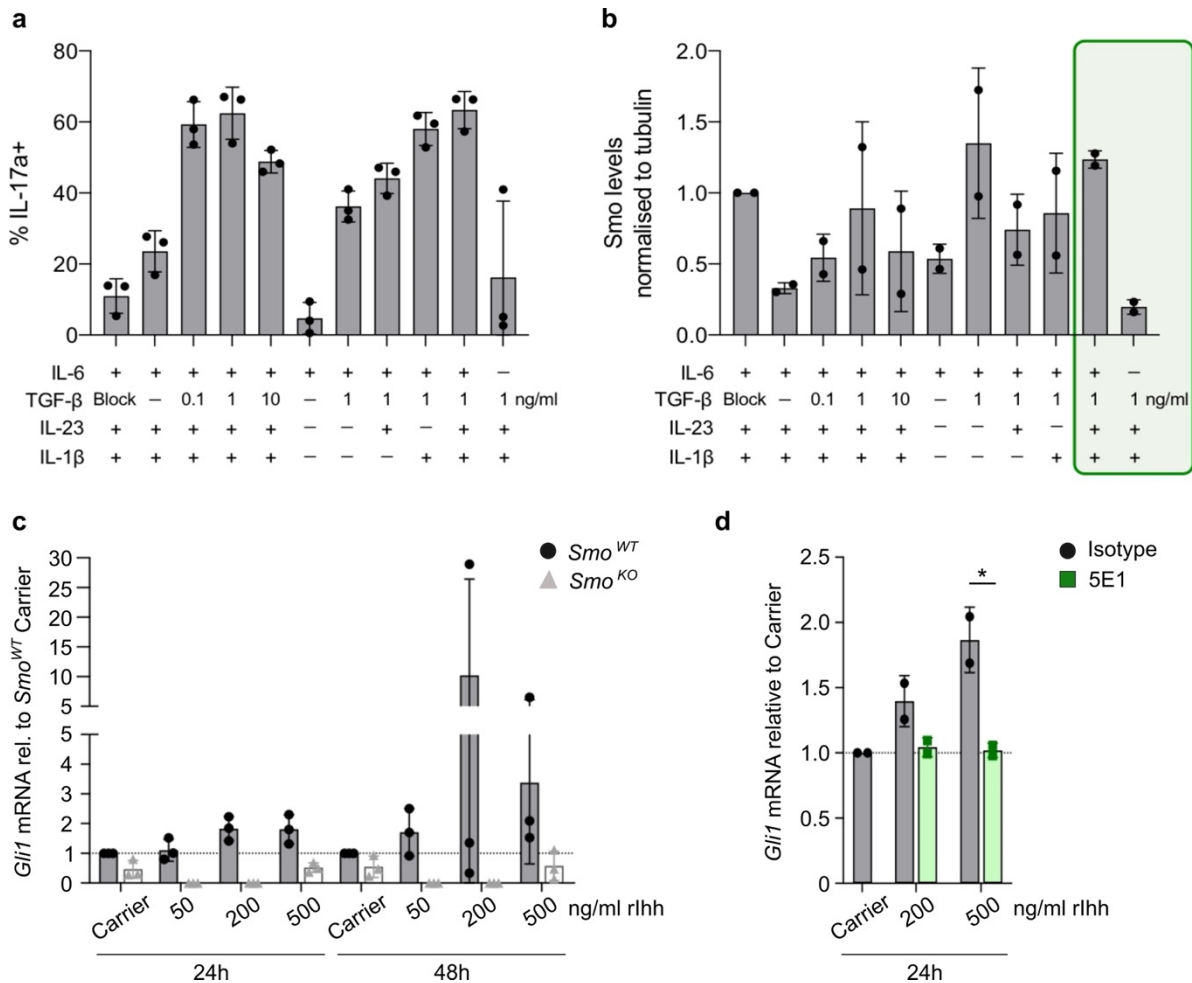 a
% IL-17a+
80
60
40
20
0
IL-6 + + + + + + + + + + –
TGF-β Block – 0.1 1 10 – 1 1 1 1 1 ng/ml
IL-23 + + + + + – – + – + +
IL-1β + + + + + – – – + + +
b
Smo levels
normalised to tubulin
2.0
1.5
1.0
0.5
0.0
IL-6 + + + + + + + + + + –
TGF-β Block – 0.1 1 10 – 1 1 1 1 1 ng/ml
IL-23 + + + + + – – + – + +
IL-1β + + + + + – – – + + +
c
Gli1 mRNA rel. to SmoWT Carrier
30
25
20
15
10
5
5
4
3
2
1
0
SmoWT
SmoKO
Carrier 50 200 500 Carrier 50 200 500 ng/ml rIhh
24h 48h
d
Gli1 mRNA relative to Carrier
2.5
2.0
1.5
1.0
0.5
0
*
Isotype
5E1
Carrier 200 500 ng/ml rIhh
24h